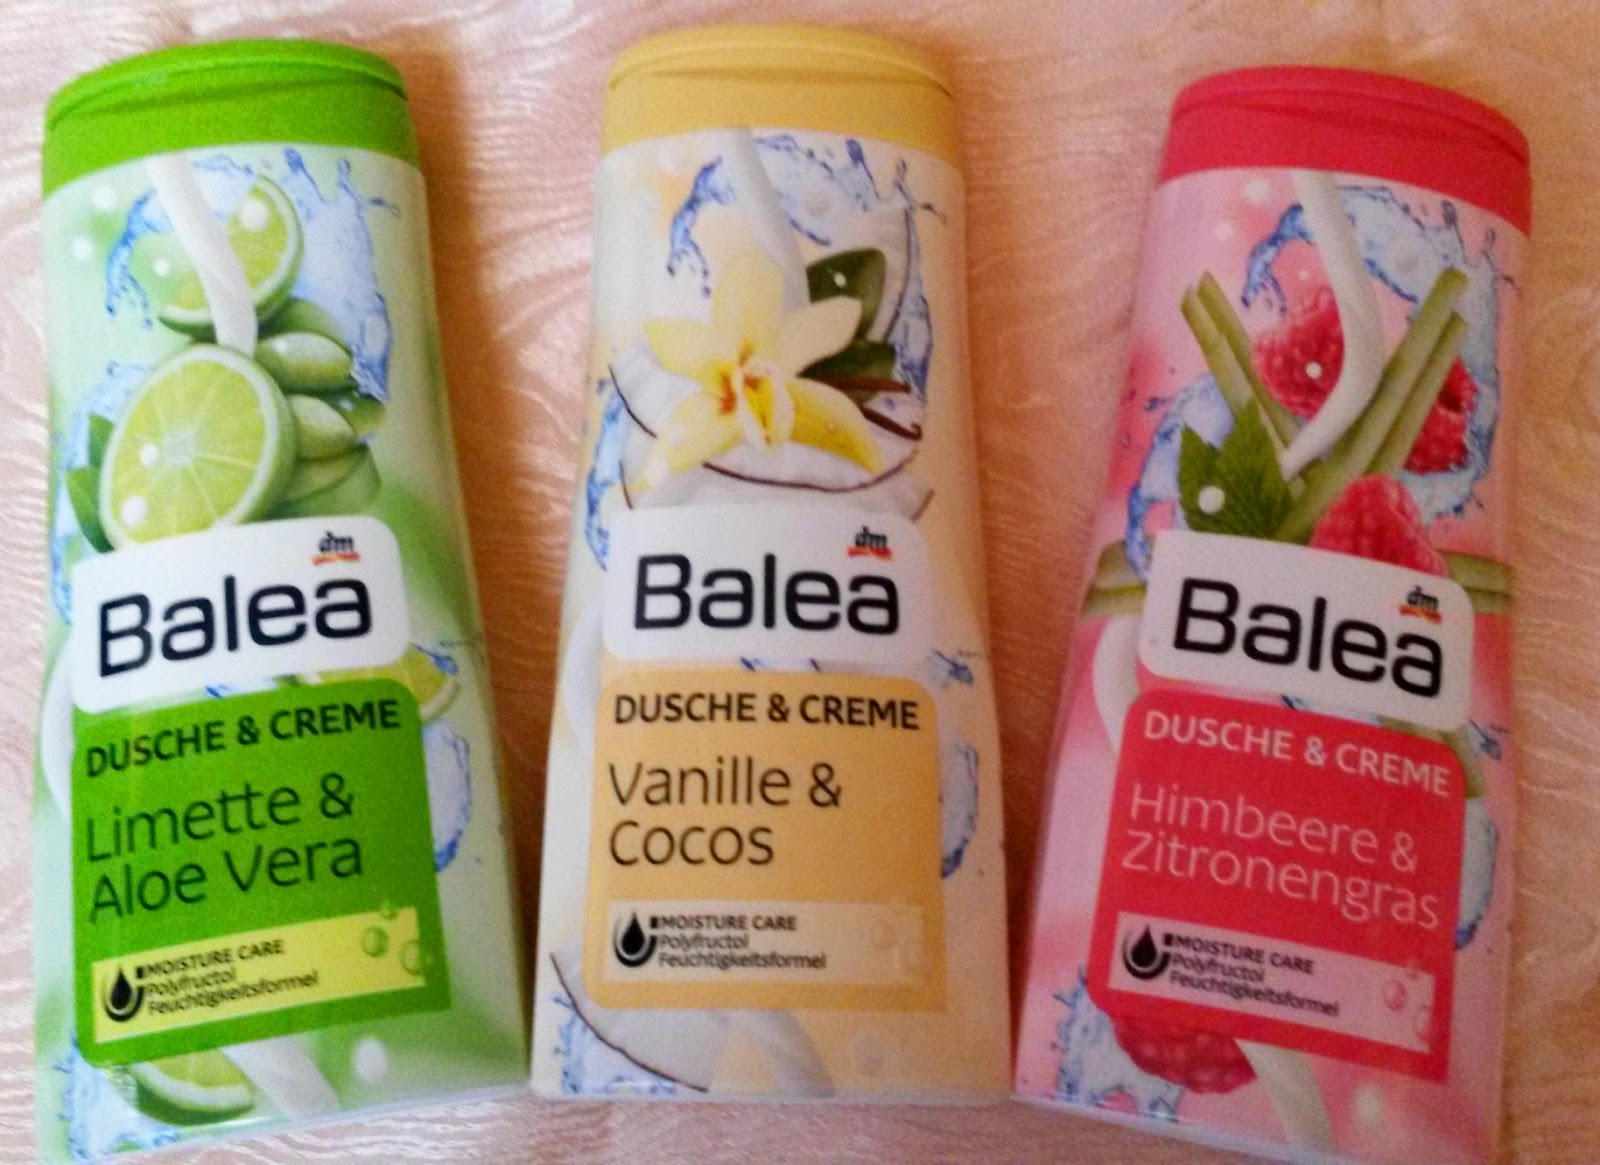 dm
Balea
DUSCHE & CREME
Limette &
Aloe Vera
MOISTURE CARE
Polyfructol
Feuchtigkeitsformel
dm
Balea
DUSCHE & CREME
Vanille &
Cocos
MOISTURE CARE
Polyfructol
Feuchtigkeitsformel
dm
Balea
DUSCHE & CREME
Himbeere &
Zitronengras
MOISTURE CARE
Polyfructol
Feuchtigkeitsformel